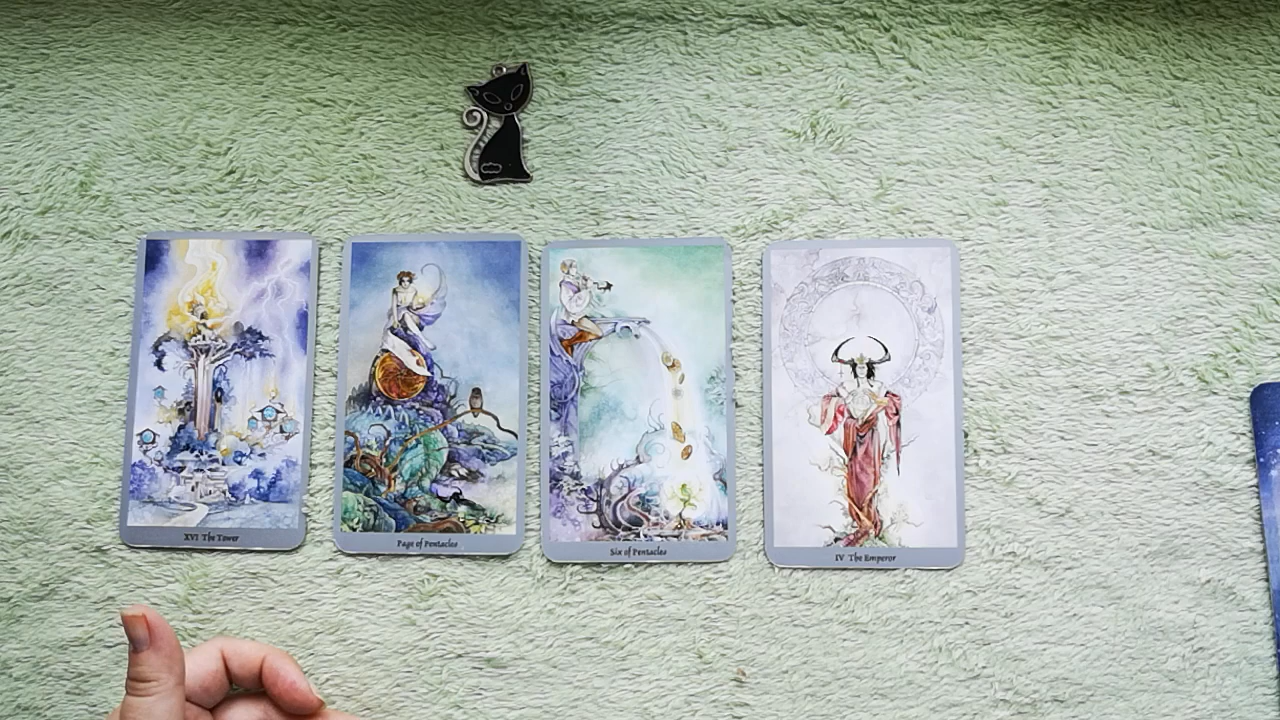 XVI The Tower
Page of Pentacles
Six of Pentacles
IV The Emperor